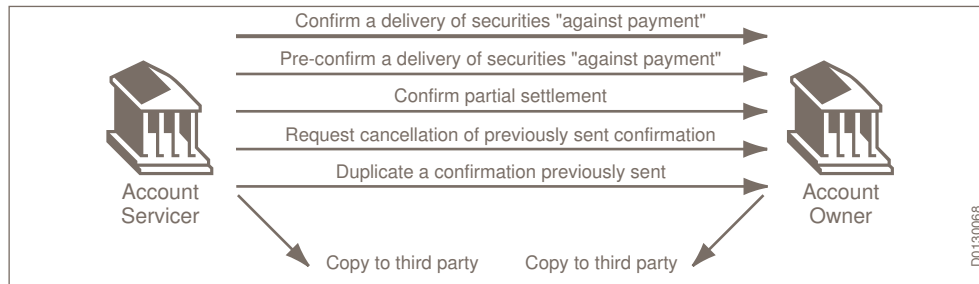 Confirm a delivery of securities "against payment"
Pre-confirm a delivery of securities "against payment"
Confirm partial settlement
Request cancellation of previously sent confirmation
Duplicate a confirmation previously sent
Account
Servicer
Account
Owner
Copy to third party
Copy to third party
D0130068